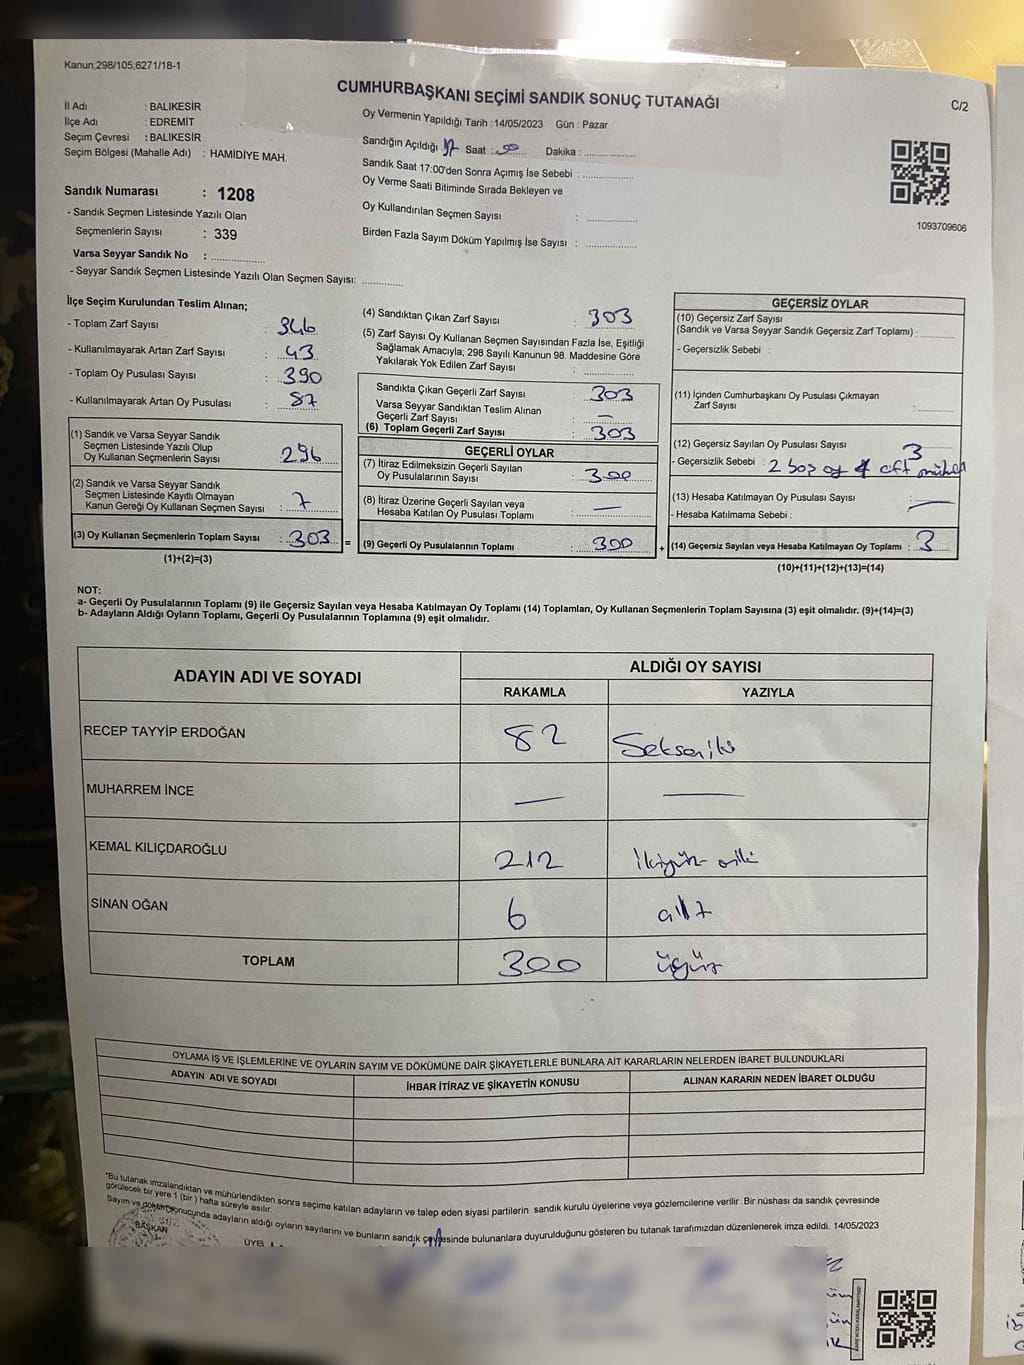 Kanun,298/105,6271/18-1
CUMHURBAŞKANI SEÇİMİ SANDIK SONUÇ TUTANAĞI
C/2
İl Adı : BALIKESİR
İlçe Adı : EDREMİT
Seçim Çevresi : BALIKESİR
Seçim Bölgesi (Mahalle Adı) : HAMİDİYE MAH.
Sandık Numarası : 1208
- Sandık Seçmen Listesinde Yazılı Olan
Seçmenlerin Sayısı : 339
Varsa Seyyar Sandık No :
- Seyyar Sandık Seçmen Listesinde Yazılı Olan Seçmen Sayısı:
Oy Vermenin Yapıldığı Tarih :14/05/2023 Gün : Pazar
Sandığın Açıldığı Saat : Dakika :
Sandık Saat 17:00'den Sonra Açımış İse Sebebi :
Oy Verme Saati Bitiminde Sırada Bekleyen ve
Oy Kullandırılan Seçmen Sayısı :
Birden Fazla Sayım Döküm Yapılmış İse Sayısı :
1093709606
İlçe Seçim Kurulundan Teslim Alınan;
- Toplam Zarf Sayısı : 346
- Kullanılmayarak Artan Zarf Sayısı : 43
- Toplam Oy Pusulası Sayısı : 390
- Kullanılmayarak Artan Oy Pusulası : 87
(1) Sandık ve Varsa Seyyar Sandık
Seçmen Listesinde Yazılı Olup
Oy Kullanan Seçmenlerin Sayısı : 296
(2) Sandık ve Varsa Seyyar Sandık
Seçmen Listesinde Kayıtlı Olmayan
Kanun Gereği Oy Kullanan Seçmen Sayısı : 7
(3) Oy Kullanan Seçmenlerin Toplam Sayısı : 303 =
(1)+(2)=(3)
(4) Sandıktan Çıkan Zarf Sayısı : 303
(5) Zarf Sayısı Oy Kullanan Seçmen Sayısından Fazla İse, Eşitliği
Sağlamak Amacıyla; 298 Sayılı Kanunun 98. Maddesine Göre
Yakılarak Yok Edilen Zarf Sayısı :
Sandıkta Çıkan Geçerli Zarf Sayısı : 303
Varsa Seyyar Sandıktan Teslim Alınan
Geçerli Zarf Sayısı : —
(6) Toplam Geçerli Zarf Sayısı : 303
GEÇERLİ OYLAR
(7) İtiraz Edilmeksizin Geçerli Sayılan
Oy Pusulalarının Sayısı : 300
(8) İtiraz Üzerine Geçerli Sayılan veya
Hesaba Katılan Oy Pusulası Toplamı : —
(9) Geçerli Oy Pusulalarının Toplamı : 300 +
GEÇERSİZ OYLAR
(10) Geçersiz Zarf Sayısı
(Sandık ve Varsa Seyyar Sandık Geçersiz Zarf Toplamı) :
- Geçersizlik Sebebi :
(11) İçinden Cumhurbaşkanı Oy Pusulası Çıkmayan
Zarf Sayısı :
(12) Geçersiz Sayılan Oy Pusulası Sayısı : 3
- Geçersizlik Sebebi : 2 boş oy çift mühür
(13) Hesaba Katılmayan Oy Pusulası Sayısı : —
- Hesaba Katılmama Sebebi :
(14) Geçersiz Sayılan veya Hesaba Katılmayan Oy Toplamı : 3
(10)+(11)+(12)+(13)=(14)
NOT:
a- Geçerli Oy Pusulalarının Toplamı (9) ile Geçersiz Sayılan veya Hesaba Katılmayan Oy Toplamı (14) Toplamları, Oy Kullanan Seçmenlerin Toplam Sayısına (3) eşit olmalıdır. (9)+(14)=(3)
b- Adayların Aldığı Oyların Toplamı, Geçerli Oy Pusulalarının Toplamına (9) eşit olmalıdır.
ADAYIN ADI VE SOYADI
ALDIĞI OY SAYISI
RAKAMLA YAZIYLA
RECEP TAYYİP ERDOĞAN 82 Seksen iki
MUHARREM İNCE — —
KEMAL KILIÇDAROĞLU 212 İkiyüz oniki
SİNAN OĞAN 6 altı
TOPLAM 300 üçyüz
OYLAMA İŞ VE İŞLEMLERİNE VE OYLARIN SAYIM VE DÖKÜMÜNE DAİR ŞİKAYETLERLE BUNLARA AİT KARARLARIN NELERDEN İBARET BULUNDUKLARI
ADAYIN ADI VE SOYADI İHBAR İTİRAZ VE ŞİKAYETİN KONUSU ALINAN KARARIN NEDEN İBARET OLDUĞU
*Bu tutanak imzalandıktan ve mühürlendikten sonra seçime katılan adayların ve talep eden siyasi partilerin sandık kurulu üyelerine veya gözlemcilerine verilir .Bir nüshası da sandık çevresinde
görülecek bir yere 1 (bir ) hafta süreyle asılır.
Sayım ve döküm sonucunda adayların aldığı oyların sayılarını ve bunların sandık çevresinde bulunanlara duyurulduğunu gösteren bu tutanak tarafımızdan düzenlenerek imza edildi. 14/05/2023
BAŞKAN
ÜYE